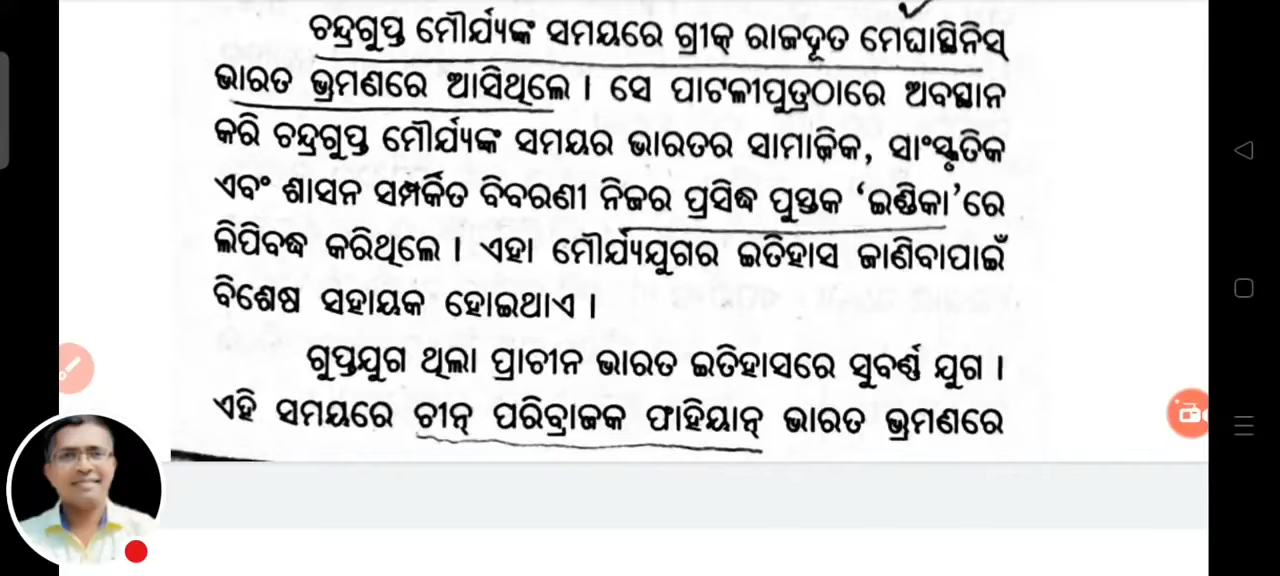 ଚନ୍ଦ୍ରଗୁପ୍ତ ମୌର୍ଯ୍ୟଙ୍କ ସମୟରେ ଗ୍ରୀକ୍ ରାଜଦୂତ ମେଘାସ୍ଥିନିସ୍
ଭାରତ ଭ୍ରମଣରେ ଆସିଥିଲେ । ସେ ପାଟଳୀପୁତ୍ରଠାରେ ଅବସ୍ଥାନ
କରି ଚନ୍ଦ୍ରଗୁପ୍ତ ମୌର୍ଯ୍ୟଙ୍କ ସମୟର ଭାରତର ସାମାଜିକ, ସାଂସ୍କୃତିକ
ଏବଂ ଶାସନ ସମ୍ପର୍କିତ ବିବରଣୀ ନିଜର ପ୍ରସିଦ୍ଧ ପୁସ୍ତକ ‘ଇଣ୍ଡିକା’ରେ
ଲିପିବଦ୍ଧ କରିଥିଲେ । ଏହା ମୌର୍ଯ୍ୟଯୁଗର ଇତିହାସ ଜାଣିବାପାଇଁ
ବିଶେଷ ସହାୟକ ହୋଇଥାଏ ।
ଗୁପ୍ତଯୁଗ ଥିଲା ପ୍ରାଚୀନ ଭାରତ ଇତିହାସରେ ସୁବର୍ଣ୍ଣ ଯୁଗ ।
ଏହି ସମୟରେ ଚୀନ୍ ପରିବ୍ରାଜକ ଫାହିୟାନ୍ ଭାରତ ଭ୍ରମଣରେ